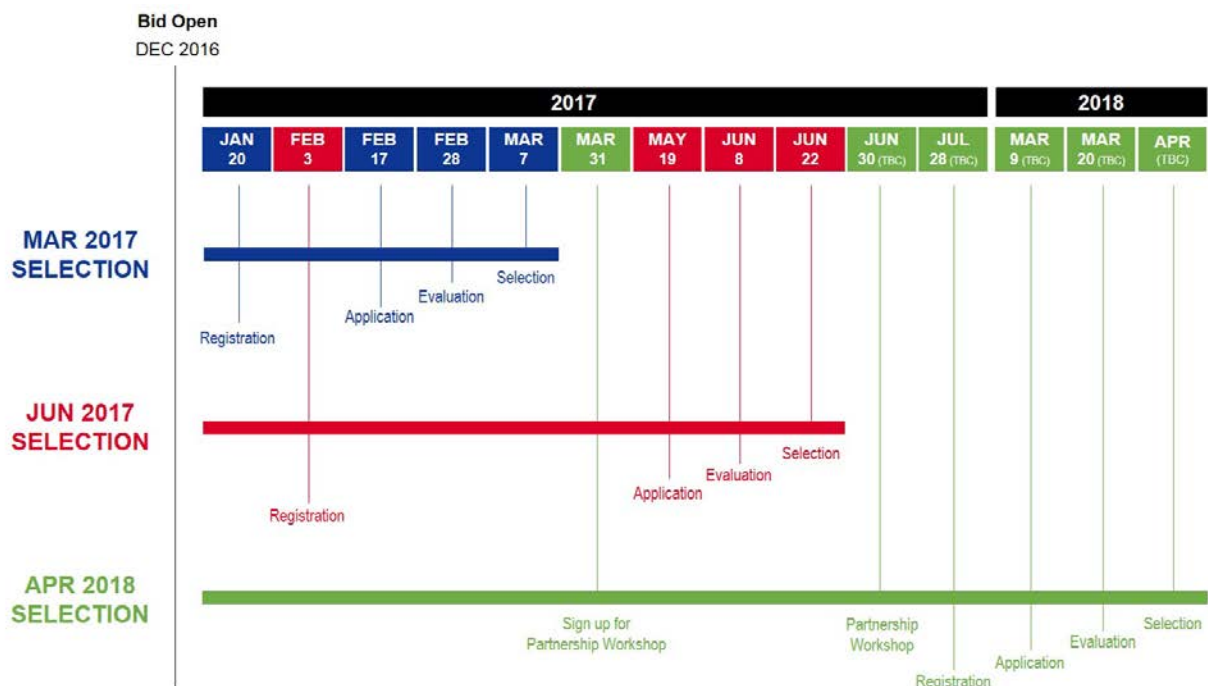 Bid Open
DEC 2016
2017
2018
JAN
20
FEB
3
FEB
17
FEB
28
MAR
7
MAR
31
MAY
19
JUN
8
JUN
22
JUN
30 (TBC)
JUL
28 (TBC)
MAR
9 (TBC)
MAR
20 (TBC)
APR
(TBC)
MAR 2017
SELECTION
Registration
Application
Evaluation
Selection
JUN 2017
SELECTION
Registration
Application
Evaluation
Selection
APR 2018
SELECTION
Sign up for
Partnership Workshop
Partnership
Workshop
Registration
Application
Evaluation
Selection